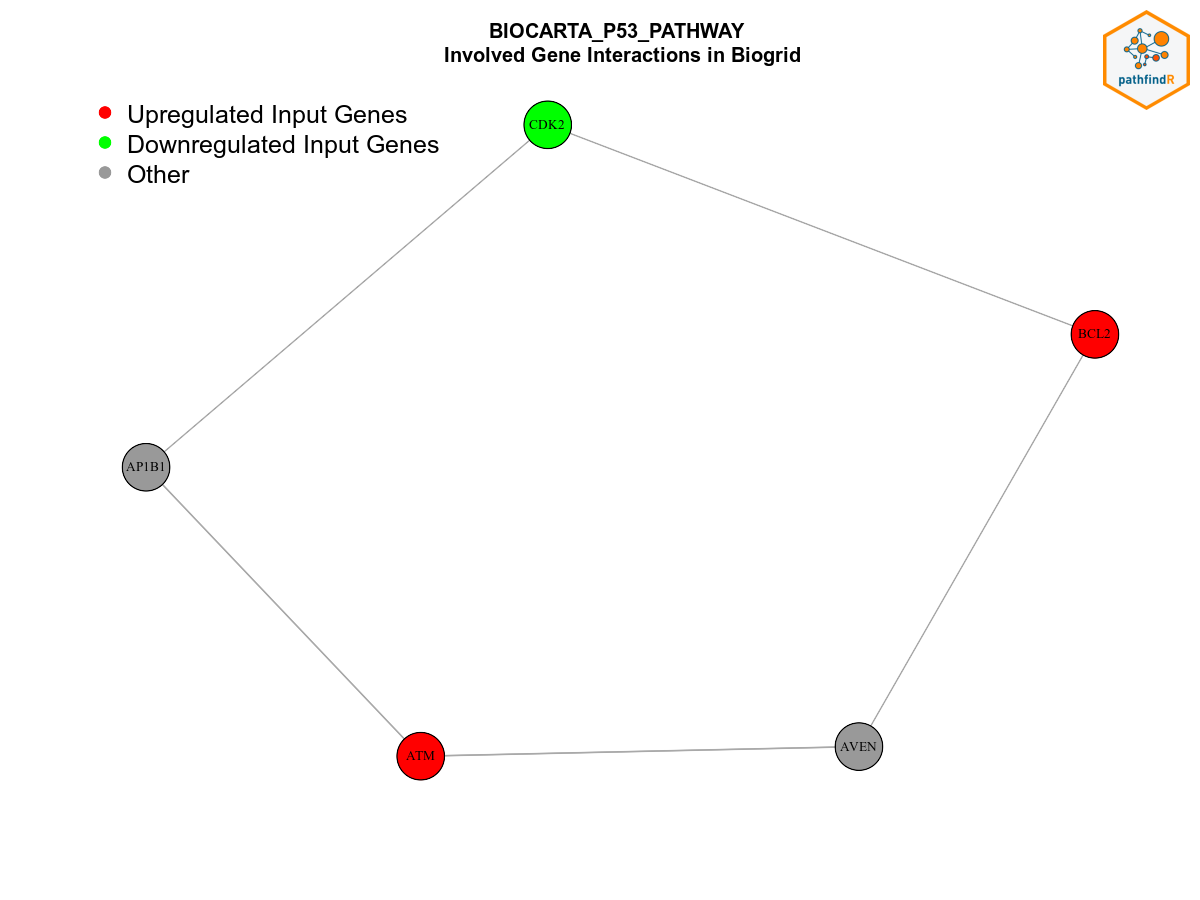 BIOCARTA_P53_PATHWAY
Involved Gene Interactions in Biogrid
pathfindR
Upregulated Input Genes
Downregulated Input Genes
Other
CDK2
BCL2
AP1B1
ATM
AVEN